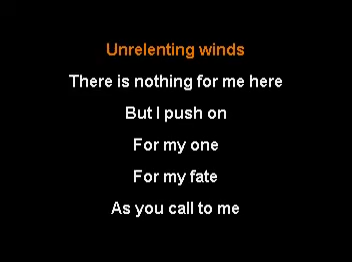 Unrelenting winds
There is nothing for me here
But I push on
For my one
For my fate
As you call to me